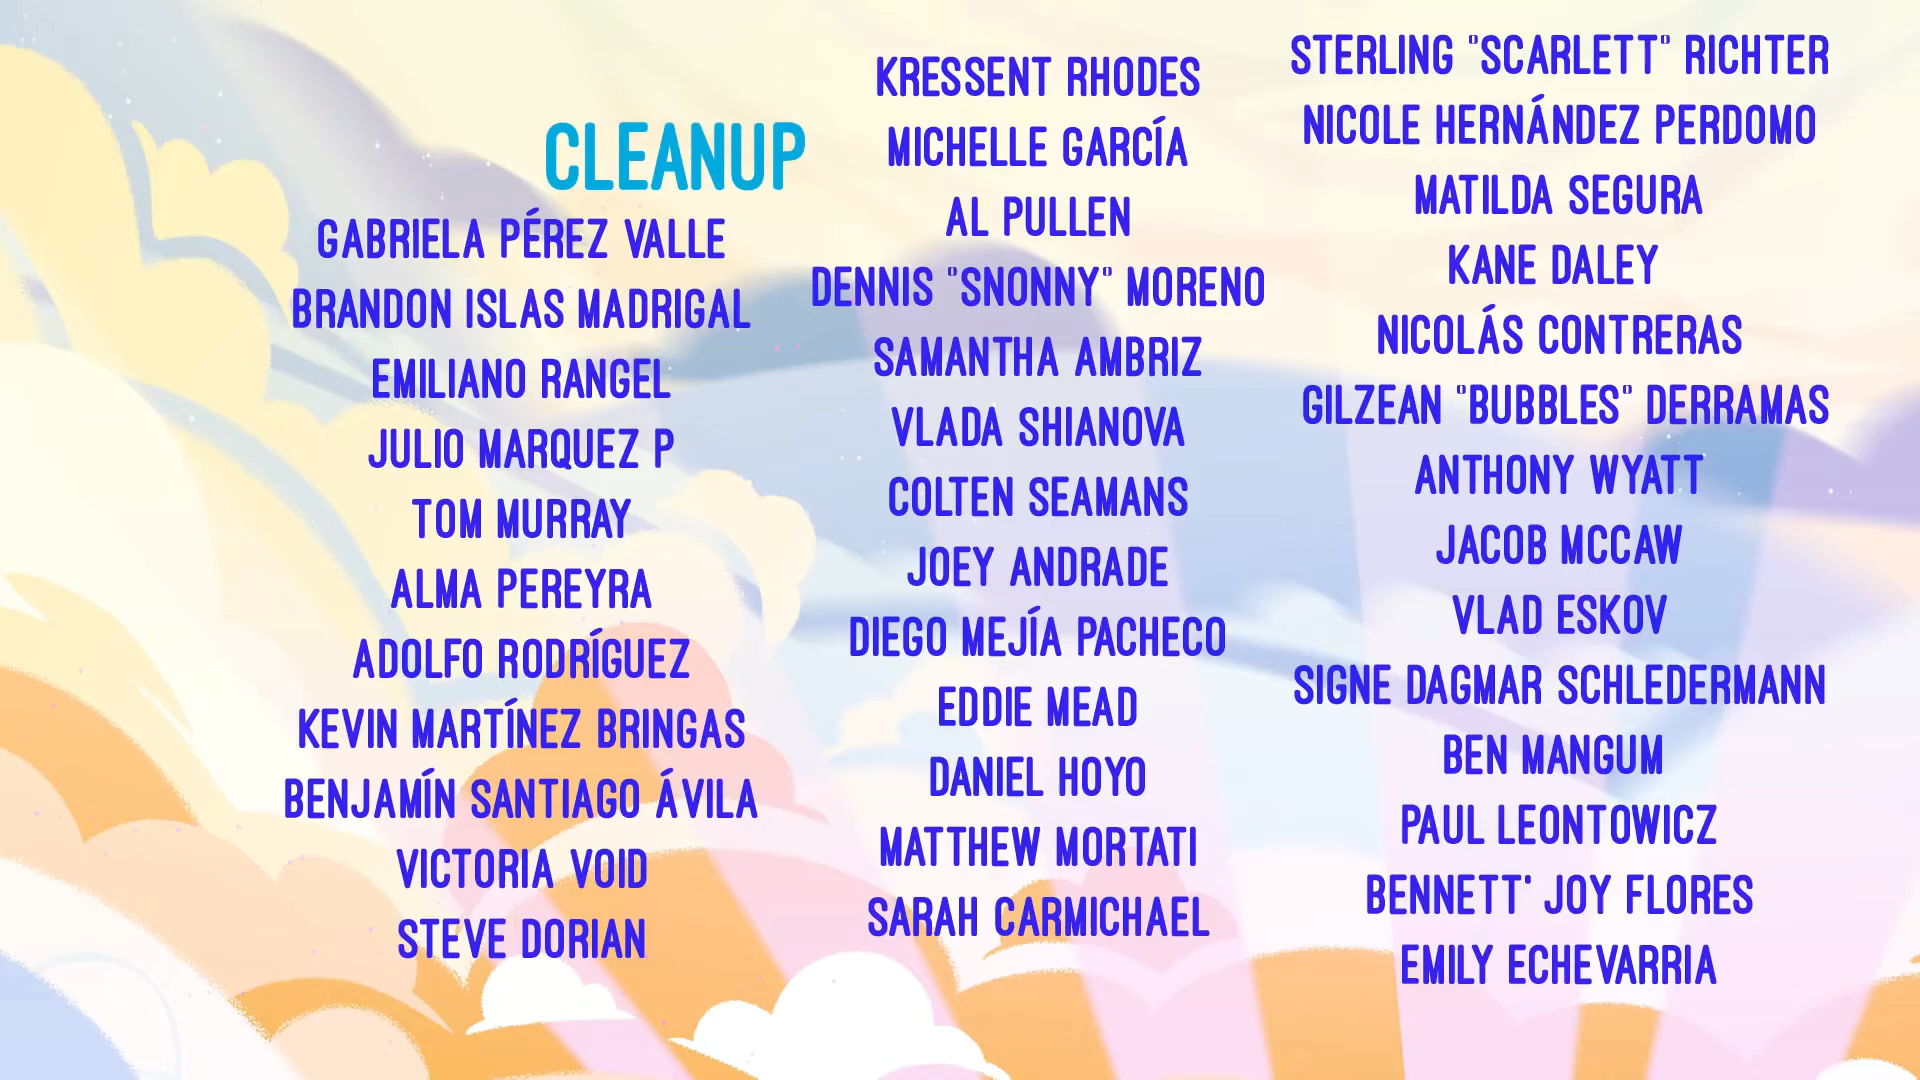 CLEANUP
GABRIELA PÉREZ VALLE
BRANDON ISLAS MADRIGAL
EMILIANO RANGEL
JULIO MARQUEZ P
TOM MURRAY
ALMA PEREYRA
ADOLFO RODRÍGUEZ
KEVIN MARTÍNEZ BRINGAS
BENJAMÍN SANTIAGO ÁVILA
VICTORIA VOID
STEVE DORIAN
KRESSENT RHODES
MICHELLE GARCÍA
AL PULLEN
DENNIS "SNONNY" MORENO
SAMANTHA AMBRIZ
VLADA SHIANOVA
COLTEN SEAMANS
JOEY ANDRADE
DIEGO MEJÍA PACHECO
EDDIE MEAD
DANIEL HOYO
MATTHEW MORTATI
SARAH CARMICHAEL
STERLING "SCARLETT" RICHTER
NICOLE HERNÁNDEZ PERDOMO
MATILDA SEGURA
KANE DALEY
NICOLÁS CONTRERAS
GILZEAN "BUBBLES" DERRAMAS
ANTHONY WYATT
JACOB MCCAW
VLAD ESKOV
SIGNE DAGMAR SCHLEDERMANN
BEN MANGUM
PAUL LEONTOWICZ
BENNETT' JOY FLORES
EMILY ECHEVARRIA